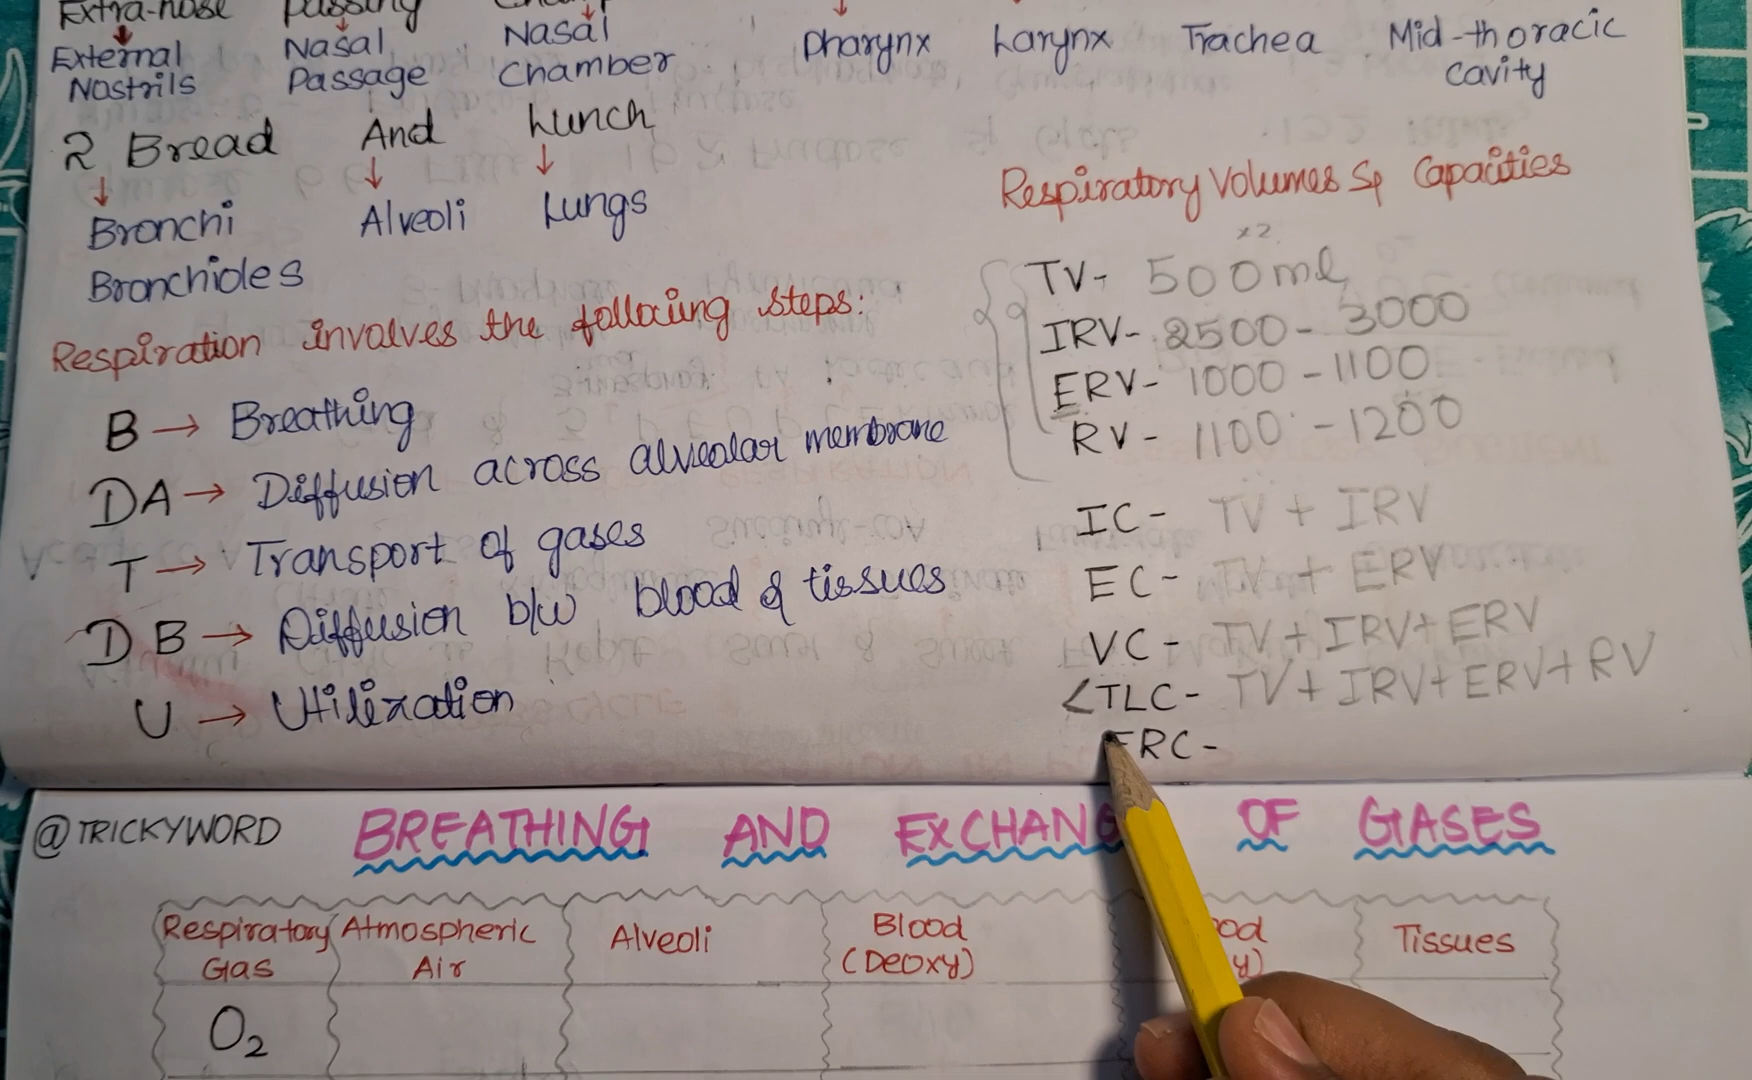 Extra-nose Passing
External Nasal Nasal Pharynx Larynx Trachea Mid-thoracic
Nostrils Passage Chamber cavity
2 Bread And Lunch
Bronchi Alveoli Lungs
Bronchioles
Respiration involves the following steps:
B → Breathing
DA → Diffusion across alveolar membrane
T → Transport of gases
DB → Diffusion b/w blood & tissues
U → Utilization
Respiratory Volumes & Capacities
x2
TV- 500ml
IRV- 2500 - 3000
ERV- 1000 - 1100
RV- 1100 - 1200
IC- TV + IRV
EC- TV + ERV
VC- TV + IRV + ERV
<TLC- TV + IRV + ERV + RV
FRC-
@TRICKYWORD BREATHING AND EXCHANG OF GASES
Respiratory Atmospheric Alveoli Blood ood Tissues
Gas Air (Deoxy) y)
O2